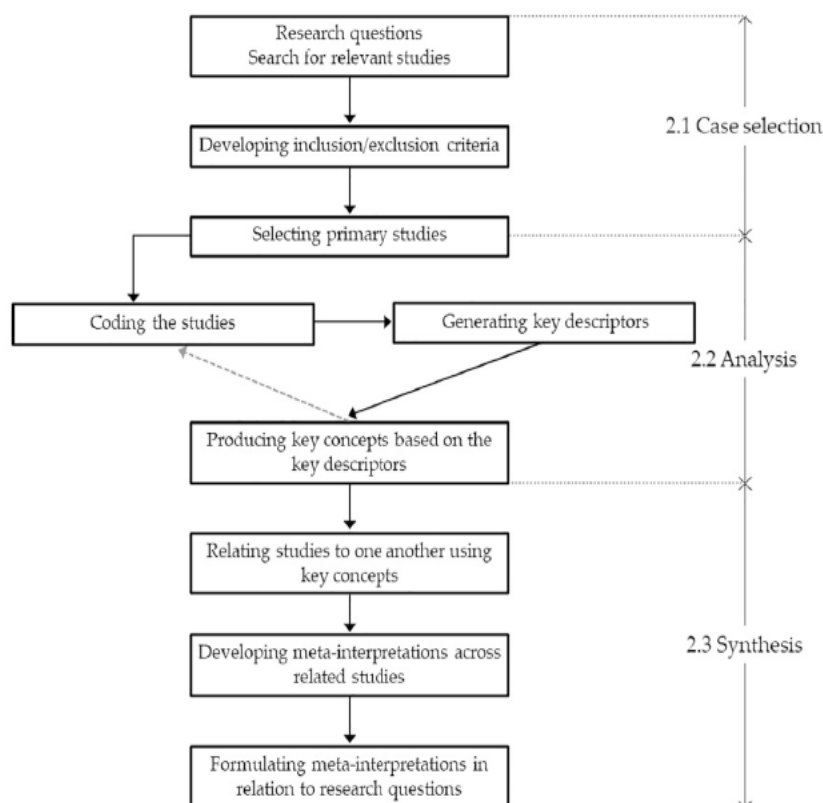 Research questions
Search for relevant studies
Developing inclusion/exclusion criteria
2.1 Case selection
Selecting primary studies
Coding the studies
Generating key descriptors
2.2 Analysis
Producing key concepts based on the
key descriptors
Relating studies to one another using
key concepts
Developing meta-interpretations across
related studies
2.3 Synthesis
Formulating meta-interpretations in
relation to research questions